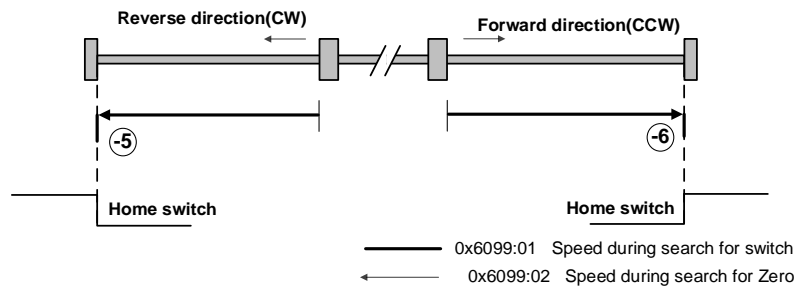 Reverse direction(CW)
Forward direction(CCW)
-5
-6
Home switch
Home switch
0x6099:01 Speed during search for switch
0x6099:02 Speed during search for Zero